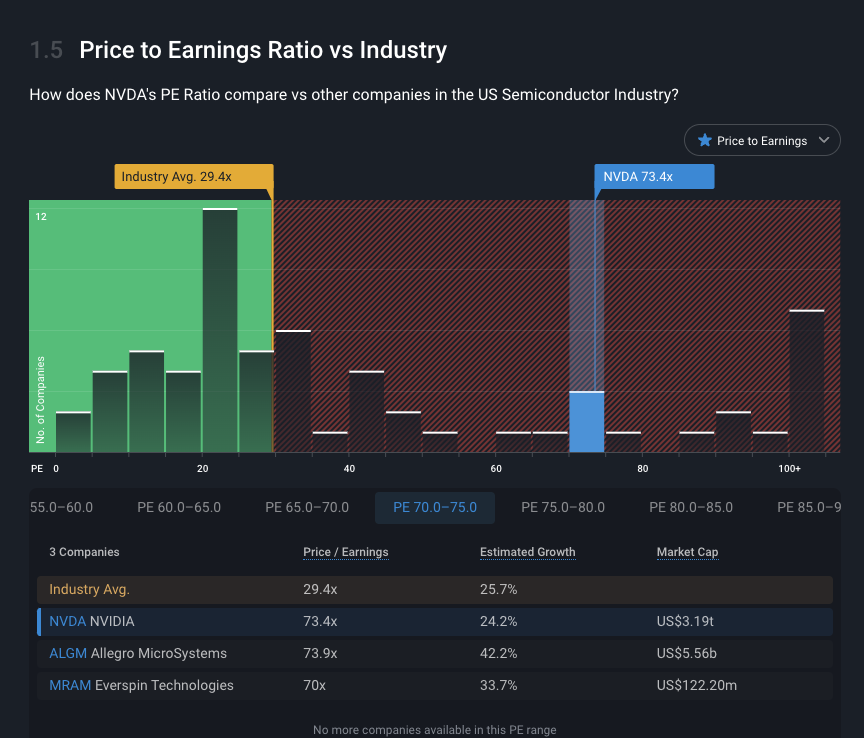 1.5 Price to Earnings Ratio vs Industry
How does NVDA's PE Ratio compare vs other companies in the US Semiconductor Industry?
Price to Earnings
Industry Avg. 29.4x
NVDA 73.4x
12
No. of Companies
PE 0 20 40 60 80 100+
55.0–60.0 PE 60.0–65.0 PE 65.0–70.0 PE 70.0–75.0 PE 75.0–80.0 PE 80.0–85.0 PE 85.0–9
3 Companies Price / Earnings Estimated Growth Market Cap
Industry Avg. 29.4x 25.7%
NVDA NVIDIA 73.4x 24.2% US$3.19t
ALGM Allegro MicroSystems 73.9x 42.2% US$5.56b
MRAM Everspin Technologies 70x 33.7% US$122.20m
No more companies available in this PE range